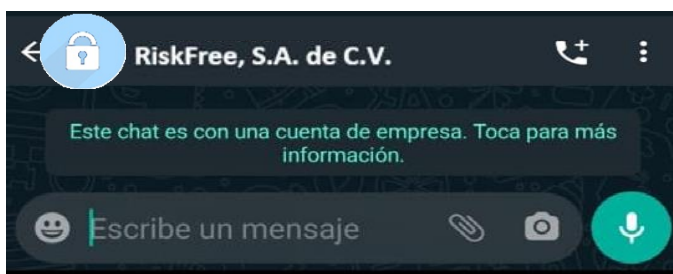 RiskFree, S.A. de C.V.
Este chat es con una cuenta de empresa. Toca para más
información.
Escribe un mensaje